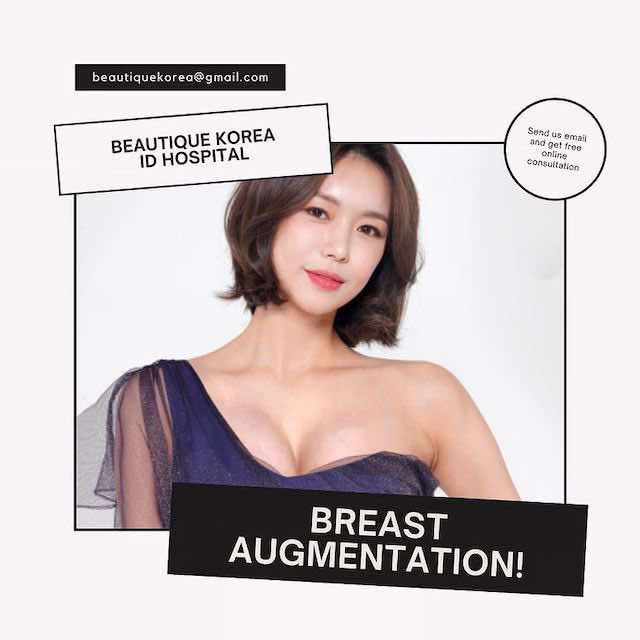 beautiquekorea@gmail.com
BEAUTIQUE KOREA
ID HOSPITAL
Send us email
and get free
online
consultation
BREAST
AUGMENTATION!